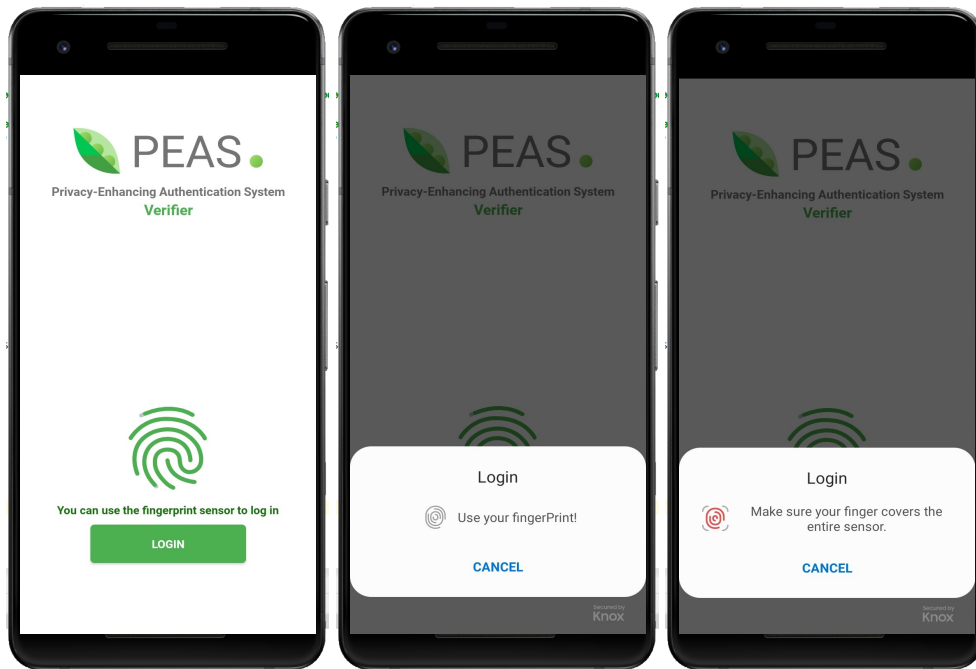 PEAS.
Privacy-Enhancing Authentication System
Verifier
You can use the fingerprint sensor to log in
LOGIN
PEAS.
Privacy-Enhancing Authentication System
Verifier
Login
Use your fingerPrint!
CANCEL
Secured by
Knox
PEAS.
Privacy-Enhancing Authentication System
Verifier
Login
Make sure your finger covers the
entire sensor.
CANCEL
Secured by
Knox